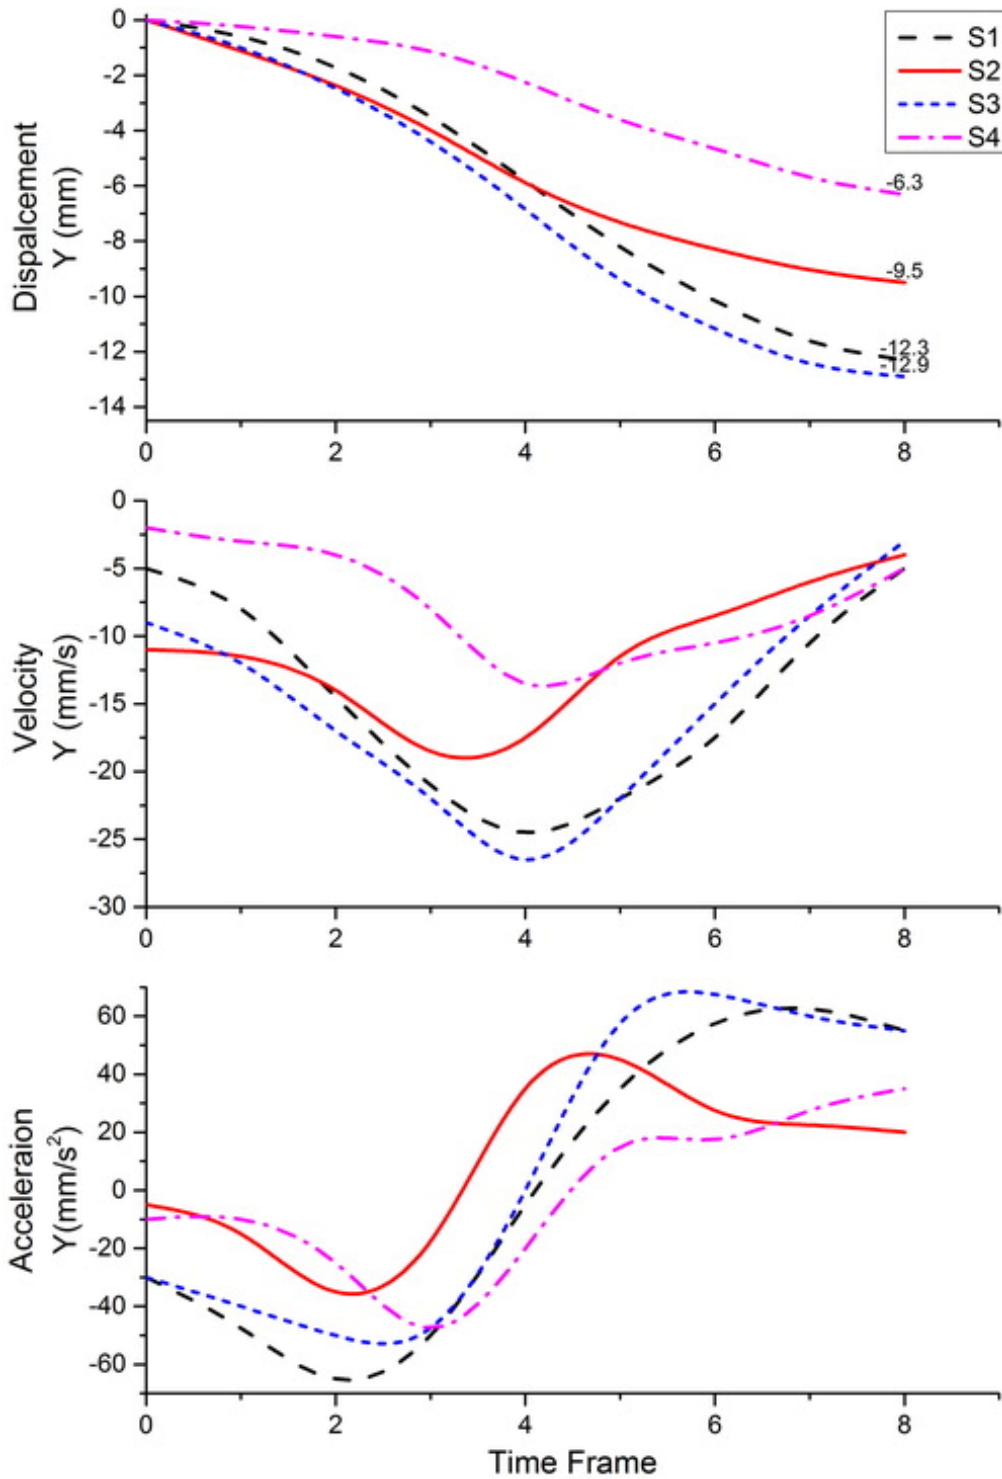 0
-2
-4
-6
-8
-10
-12
-14
Dispalcement
Y (mm)
S1
S2
S3
S4
-6.3
-9.5
-12.3
-12.9
0 2 4 6 8
0
-5
-10
-15
-20
-25
-30
Velocity
Y (mm/s)
0 2 4 6 8
60
40
20
0
-20
-40
-60
Acceleraion
Y(mm/s²)
0 2 4 6 8
Time Frame